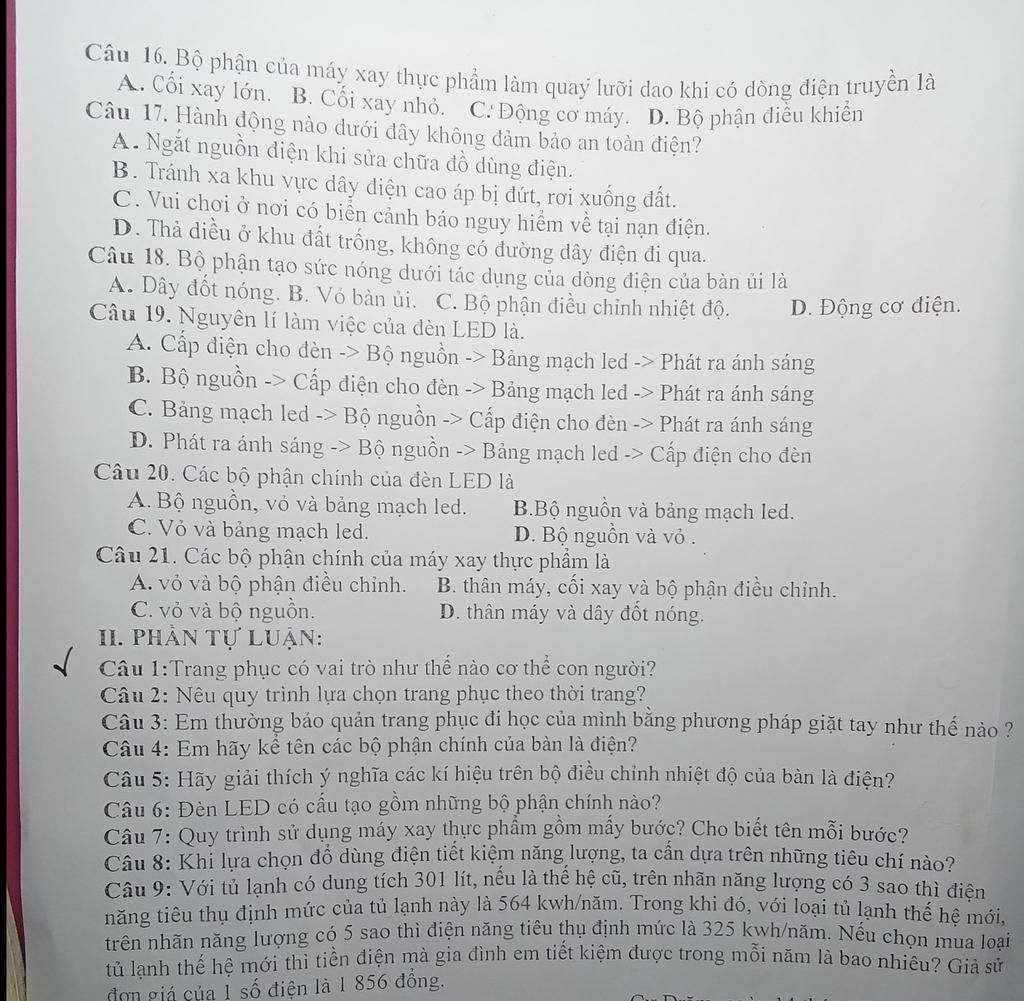 Câu 16. Bộ phận của máy xay thực phẩm làm quay lưỡi dao khi có dòng điện truyền là
A. Cối xay lớn. B. Cối xay nhỏ. C. Động cơ máy. D. Bộ phận điều khiển
Câu 17. Hành động nào dưới đây không đảm bảo an toàn điện?
A. Ngắt nguồn điện khi sửa chữa đồ dùng điện.
B. Tránh xa khu vực dây điện cao áp bị đứt, rơi xuống đất.
C. Vui chơi ở nơi có biển cảnh báo nguy hiểm về tại nạn điện.
D. Thả diều ở khu đất trống, không có đường dây điện đi qua.
Câu 18. Bộ phận tạo sức nóng dưới tác dụng của dòng điện của bàn ủi là
A. Dây đốt nóng. B. Vỏ bàn ủi. C. Bộ phận điều chỉnh nhiệt độ. D. Động cơ điện.
Câu 19. Nguyên lí làm việc của đèn LED là.
A. Cấp điện cho đèn -> Bộ nguồn -> Bảng mạch led -> Phát ra ánh sáng
B. Bộ nguồn -> Cấp điện cho đèn -> Bảng mạch led -> Phát ra ánh sáng
C. Bảng mạch led -> Bộ nguồn -> Cấp điện cho đèn -> Phát ra ánh sáng
D. Phát ra ánh sáng -> Bộ nguồn -> Bảng mạch led -> Cấp điện cho đèn
Câu 20. Các bộ phận chính của đèn LED là
A. Bộ nguồn, vỏ và bảng mạch led. B.Bộ nguồn và bảng mạch led.
C. Vỏ và bảng mạch led. D. Bộ nguồn và vỏ .
Câu 21. Các bộ phận chính của máy xay thực phẩm là
A. vỏ và bộ phận điều chỉnh. B. thân máy, cối xay và bộ phận điều chỉnh.
C. vỏ và bộ nguồn. D. thân máy và dây đốt nóng.
II. PHẦN TỰ LUẬN:
Câu 1:Trang phục có vai trò như thế nào cơ thể con người?
Câu 2: Nêu quy trình lựa chọn trang phục theo thời trang?
Câu 3: Em thường bảo quản trang phục đi học của mình bằng phương pháp giặt tay như thế nào ?
Câu 4: Em hãy kể tên các bộ phận chính của bàn là điện?
Câu 5: Hãy giải thích ý nghĩa các kí hiệu trên bộ điều chỉnh nhiệt độ của bàn là điện?
Câu 6: Đèn LED có cấu tạo gồm những bộ phận chính nào?
Câu 7: Quy trình sử dụng máy xay thực phẩm gồm mấy bước? Cho biết tên mỗi bước?
Câu 8: Khi lựa chọn đồ dùng điện tiết kiệm năng lượng, ta cần dựa trên những tiêu chí nào?
Câu 9: Với tủ lạnh có dung tích 301 lít, nếu là thế hệ cũ, trên nhãn năng lượng có 3 sao thì điện
năng tiêu thụ định mức của tủ lạnh này là 564 kwh/năm. Trong khi đó, với loại tủ lạnh thế hệ mới,
trên nhãn năng lượng có 5 sao thì điện năng tiêu thụ định mức là 325 kwh/năm. Nếu chọn mua loại
tủ lạnh thế hệ mới thì tiền điện mà gia đình em tiết kiệm được trong mỗi năm là bao nhiêu? Giả sử
đơn giá của 1 số điện là 1 856 đồng.